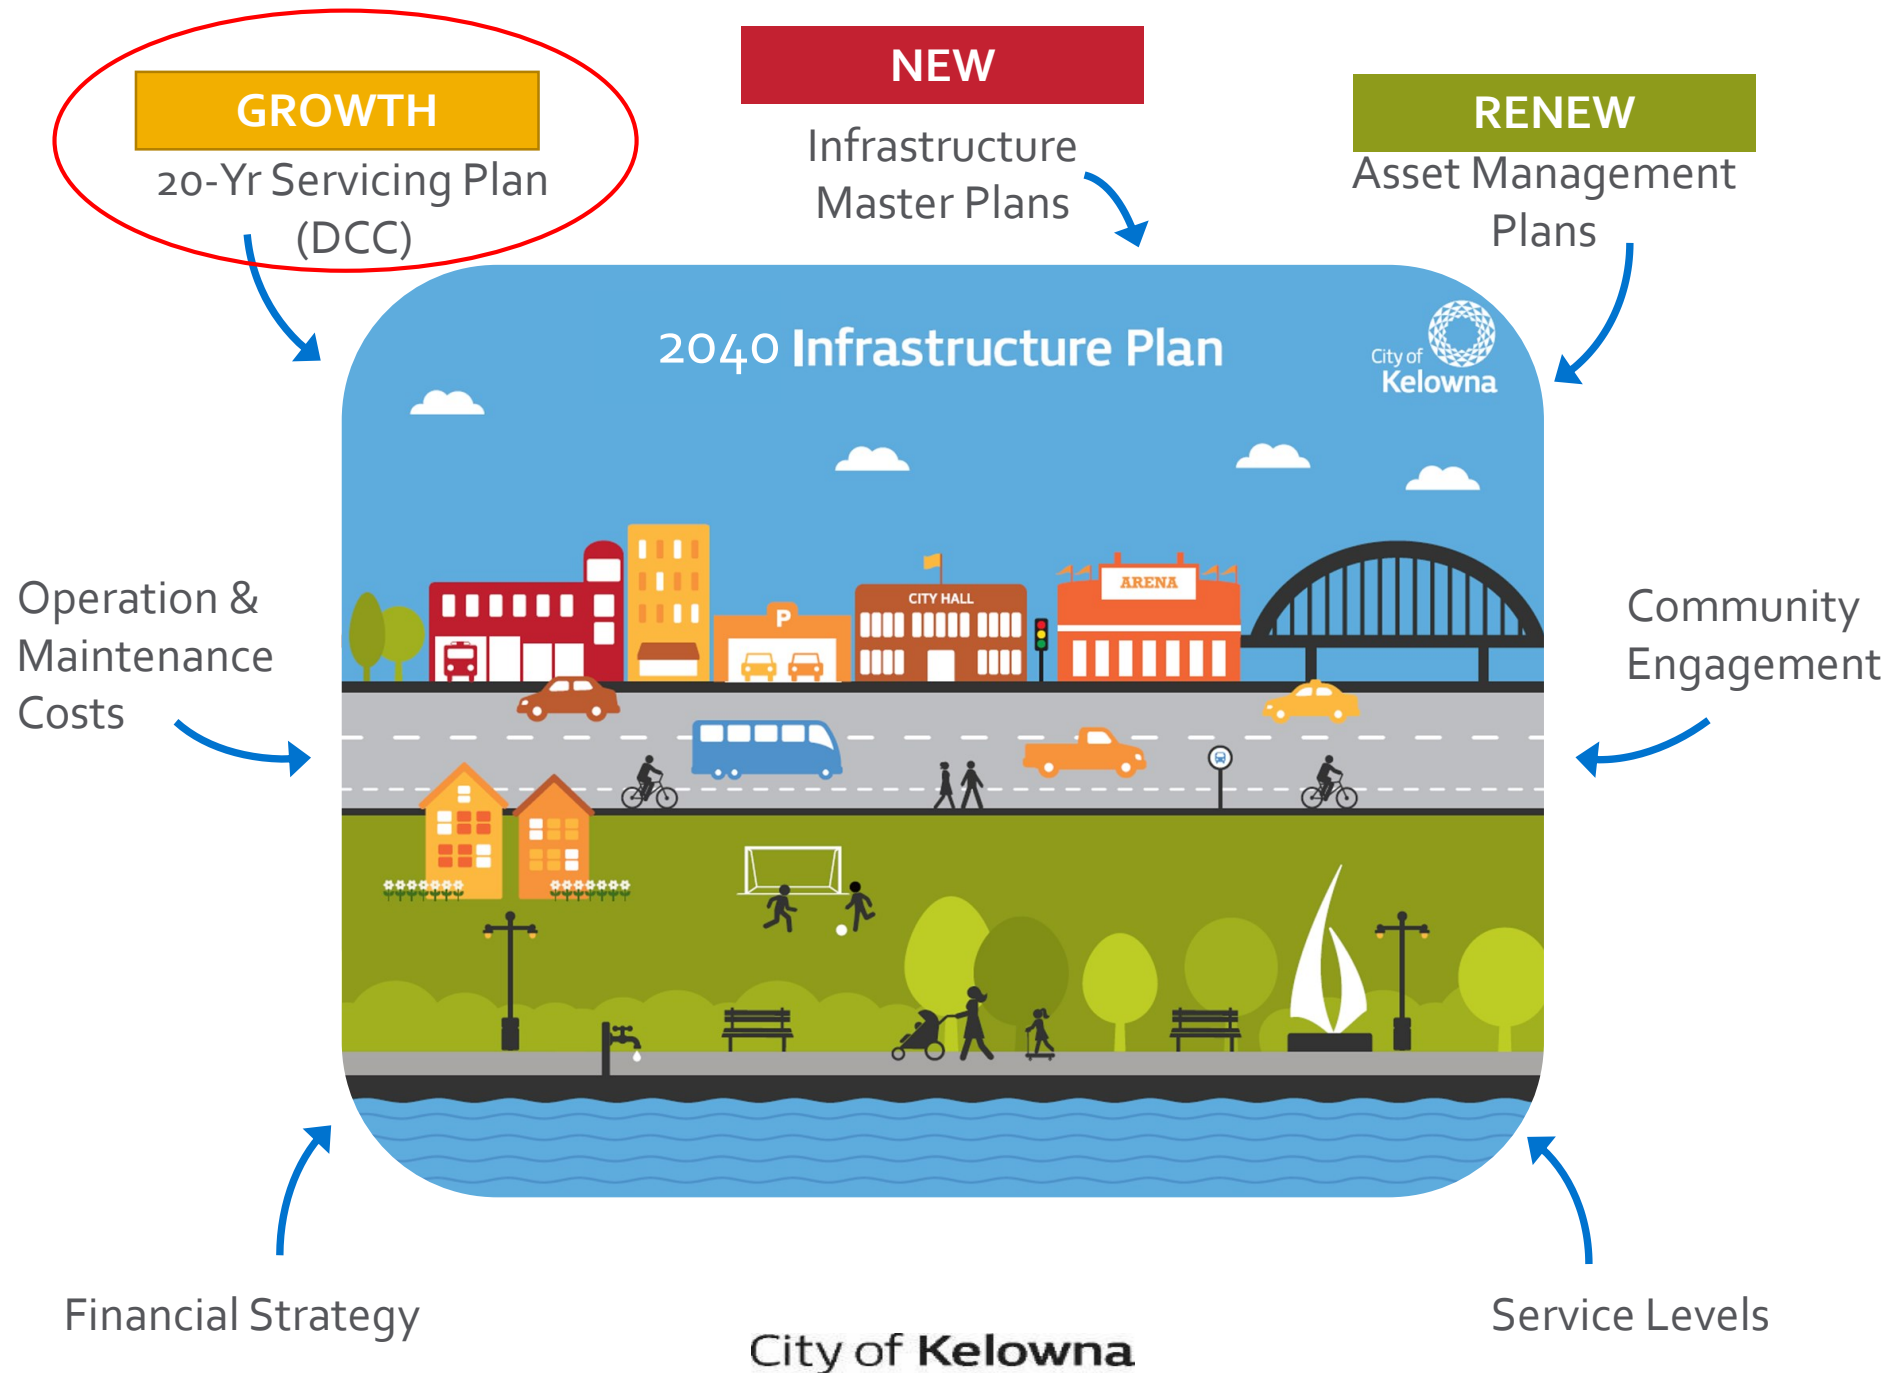 GROWTH
20-Yr Servicing Plan
(DCC)
NEW
Infrastructure
Master Plans
RENEW
Asset Management
Plans
2040 Infrastructure Plan
City of
Kelowna
Operation &
Maintenance
Costs
P
CITY HALL
ARENA
Community
Engagement
Financial Strategy
Service Levels
City of Kelowna